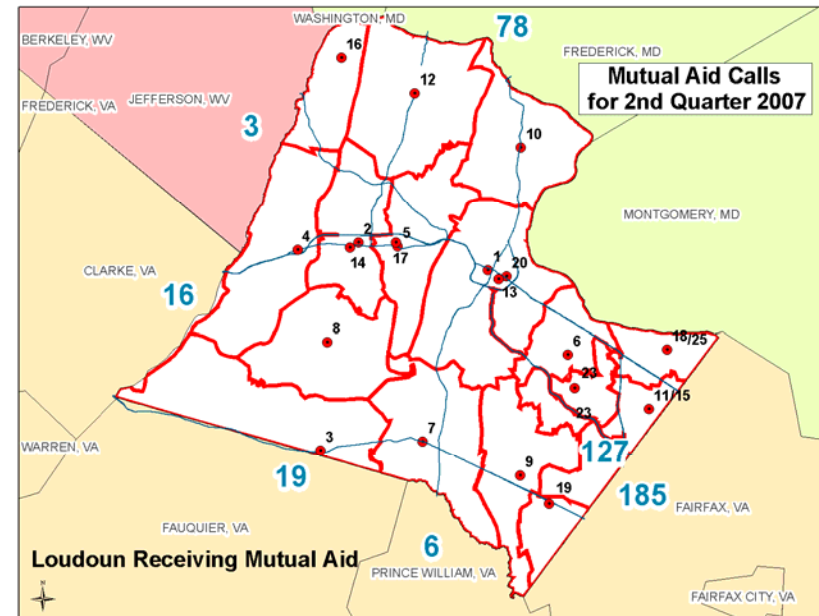 WASHINGTON, MD
78
BERKELEY, WV
16
FREDERICK, MD
Mutual Aid Calls
for 2nd Quarter 2007
12
FREDERICK, VA
JEFFERSON, WV
3
10
MONTGOMERY, MD
4
2
5
14
17
CLARKE, VA
1
20
13
16
8
6
18/25
23
11/15
23
WARREN, VA
3
7
127
19
9
185
19
FAIRFAX, VA
FAUQUIER, VA
6
Loudoun Receiving Mutual Aid
PRINCE WILLIAM, VA
N
FAIRFAX CITY, VA